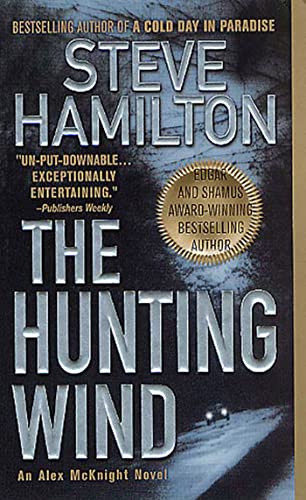 BESTSELLING AUTHOR OF A COLD DAY IN PARADISE
STEVE
HAMILTON
"UN-PUT-DOWNABLE...
EXCEPTIONALLY
ENTERTAINING."
–Publishers Weekly
EDGAR
AND SHAMUS
AWARD-WINNING
BESTSELLING
AUTHOR
THE
HUNTING
WIND
An Alex McKnight Novel